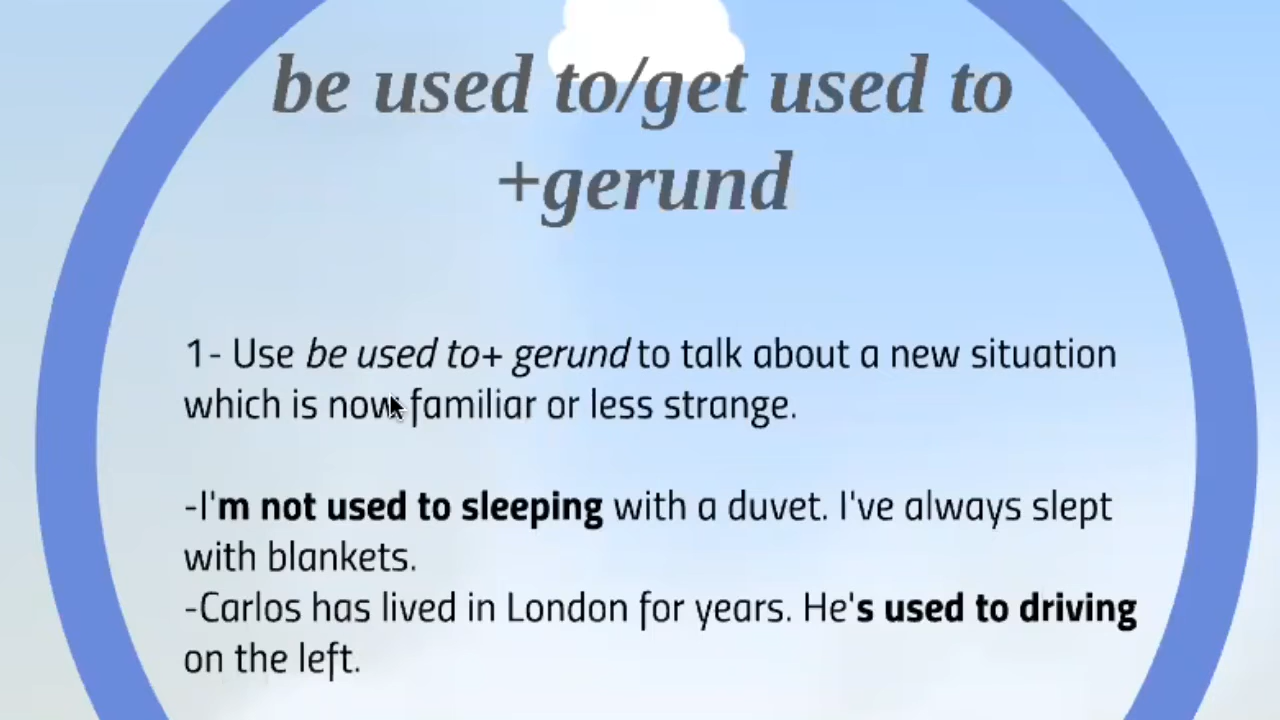 be used to/get used to
+gerund
1- Use be used to+ gerund to talk about a new situation
which is now familiar or less strange.
-I'm not used to sleeping with a duvet. I've always slept
with blankets.
-Carlos has lived in London for years. He's used to driving
on the left.